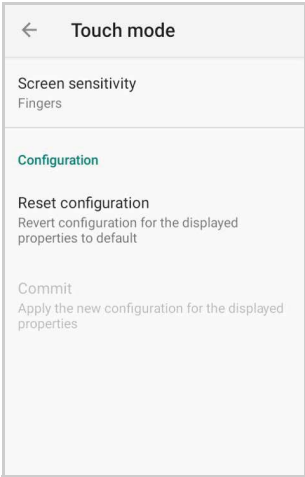 Touch mode
Screen sensitivity
Fingers
Configuration
Reset configuration
Revert configuration for the displayed
properties to default
Commit
Apply the new configuration for the displayed
properties